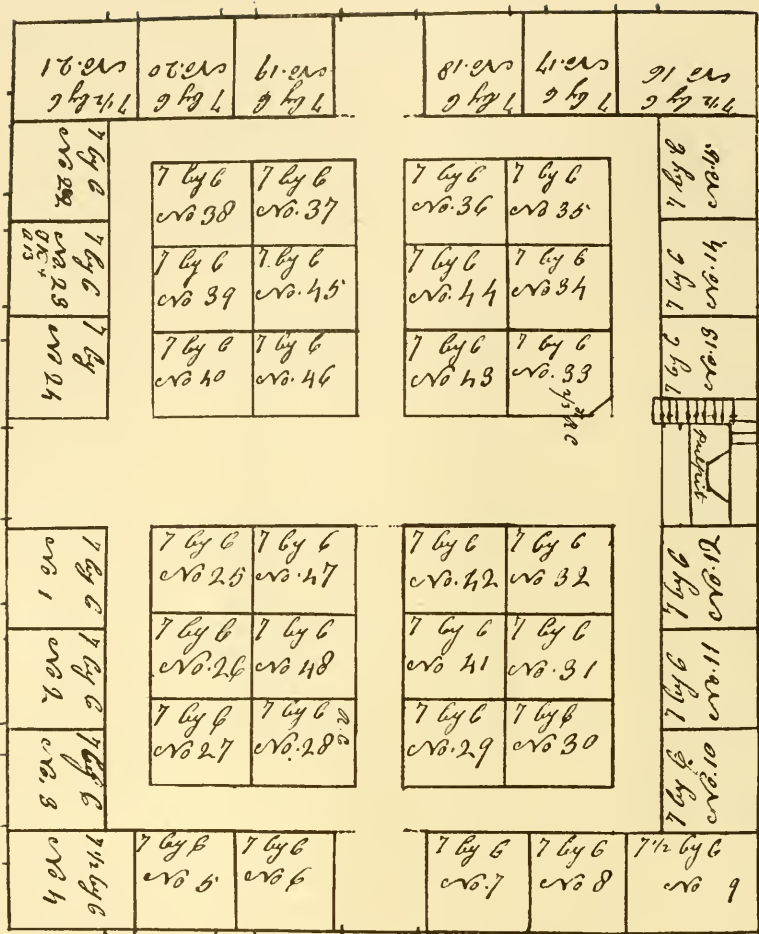 7 1/2 by 6
No. 21
7 by 6
No. 20
7 by 6
No. 19
7 by 6
No. 18
7 by 6
No. 17
7 1/2 by 6
No 16
7 by 6
No 22
7 by 6
No. 23
7 by
No 24
7 by 6
No 38
7 by 6
No. 37
7 by 6
No. 36
7 by 6
No 35
7 by 6
No 39
7 by 6
No. 45
7 by 6
No. 44
7 by 6
No 34
7 by 6
No 40
7 by 6
No. 46
7 by 6
No 43
7 by 6
No. 33
7 by 6
No. 15
7 by 6
No. 14
7 by 6
No. 13
pulpit
7 by 6
No 1
7 by 6
No 2
7 by 6
No. 3
7 1/2 by 6
No 4
7 by 6
No 25
7 by 6
No. 47
7 by 6
No. 42
7 by 6
No 32
7 by 6
No. 26
7 by 6
No 48
7 by 6
No 41
7 by 6
No. 31
7 by 6
No. 27
7 by 6
No. 28
7 by 6
No. 29
7 by 6
No 30
7 by 6
No. 12
7 by 6
No. 11
7 by 6
No. 10
7 by 6
No 5
7 by 6
No 6
7 by 6
No. 7
7 by 6
No 8
7 1/2 by 6
No 9